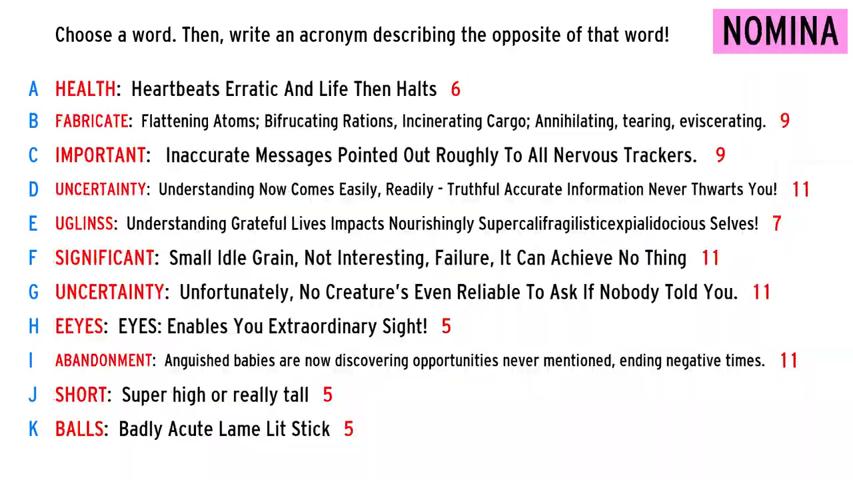 Choose a word. Then, write an acronym describing the opposite of that word!
NOMINA
A HEALTH: Heartbeats Erratic And Life Then Halts 6
B FABRICATE: Flattening Atoms; Bifrucating Rations, Incinerating Cargo; Annihilating, tearing, eviscerating. 9
C IMPORTANT: Inaccurate Messages Pointed Out Roughly To All Nervous Trackers. 9
D UNCERTAINTY: Understanding Now Comes Easily, Readily - Truthful Accurate Information Never Thwarts You! 11
E UGLINSS: Understanding Grateful Lives Impacts Nourishingly Supercalifragilisticexpialidocious Selves! 7
F SIGNIFICANT: Small Idle Grain, Not Interesting, Failure, It Can Achieve No Thing 11
G UNCERTAINTY: Unfortunately, No Creature's Even Reliable To Ask If Nobody Told You. 11
H EEYES: EYES: Enables You Extraordinary Sight! 5
I ABANDONMENT: Anguished babies are now discovering opportunities never mentioned, ending negative times. 11
J SHORT: Super high or really tall 5
K BALLS: Badly Acute Lame Lit Stick 5